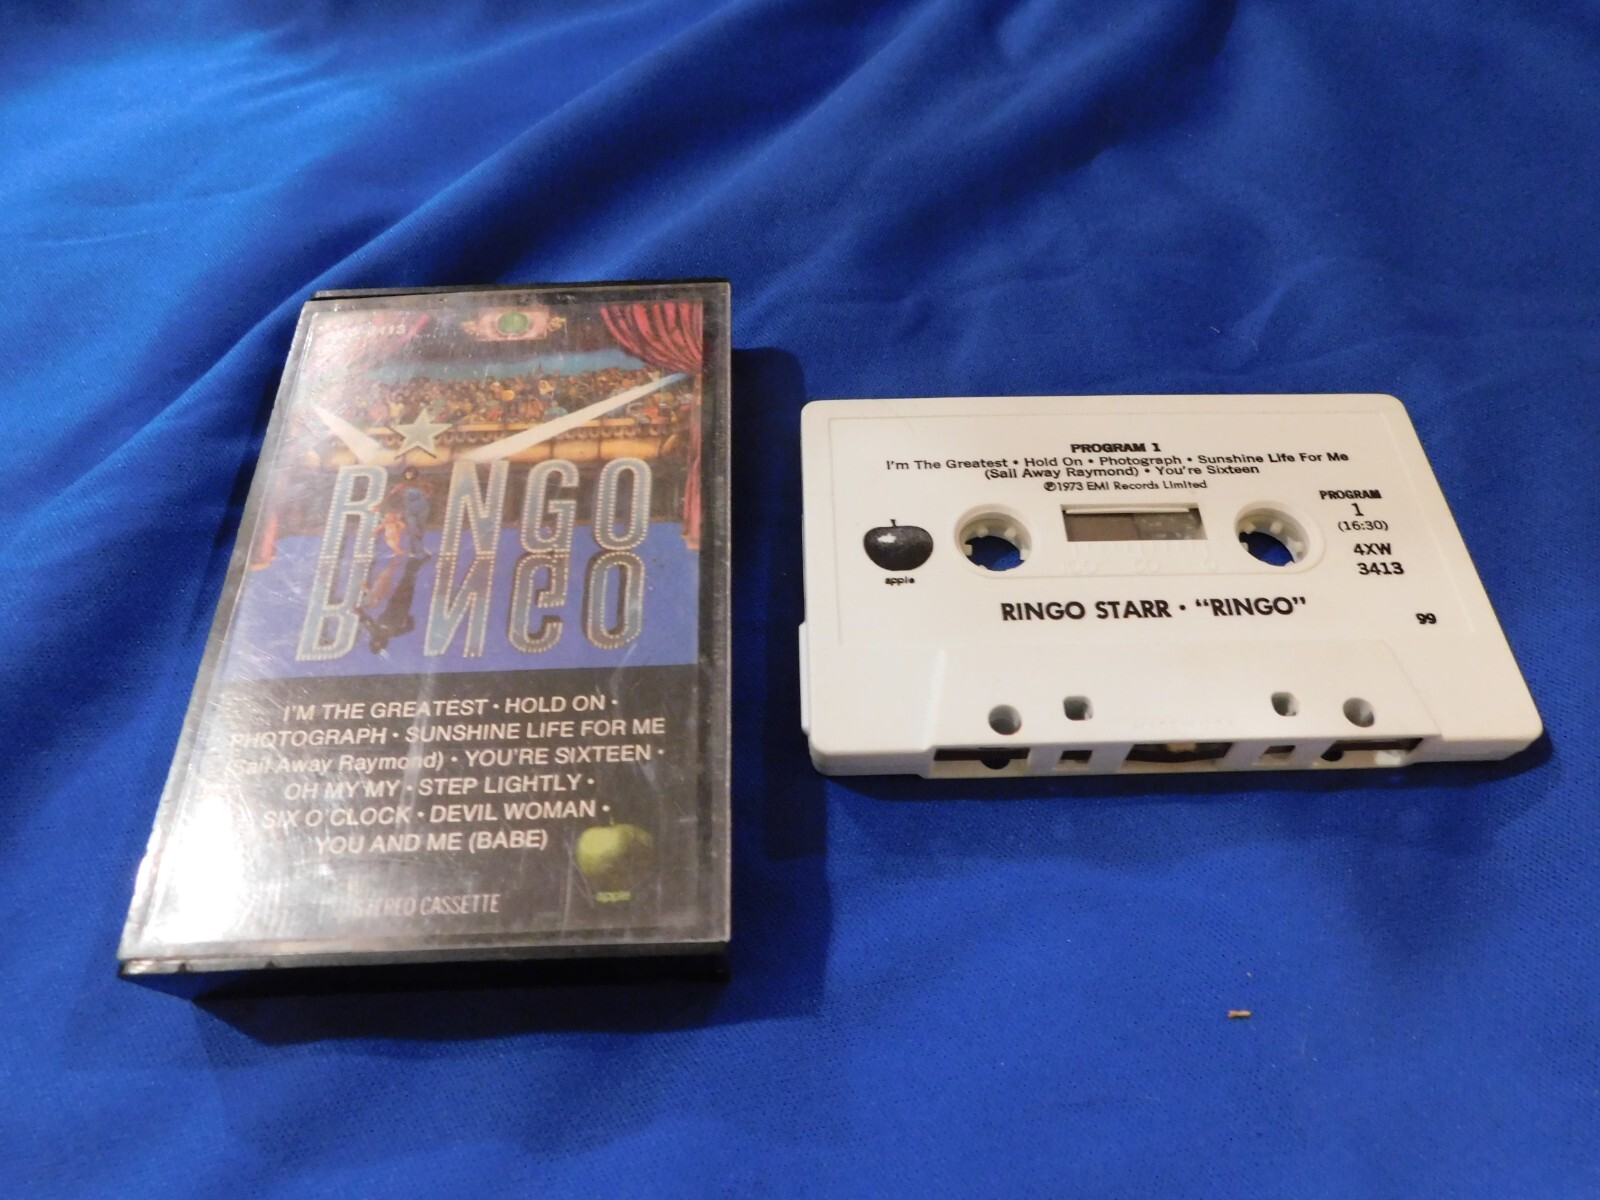 3413
RINGO
RINGO
I'M THE GREATEST • HOLD ON •
PHOTOGRAPH • SUNSHINE LIFE FOR ME
(Sail Away Raymond) • YOU'RE SIXTEEN •
OH MY MY • STEP LIGHTLY •
SIX O'CLOCK • DEVIL WOMAN •
YOU AND ME (BABE)
apple
STEREO CASSETTE
PROGRAM 1
I'm The Greatest • Hold On • Photograph • Sunshine Life For Me
(Sail Away Raymond) • You're Sixteen
℗1973 EMI Records Limited
PROGRAM
1
(16:30)
4XW
3413
apple
RINGO STARR • "RINGO"
99